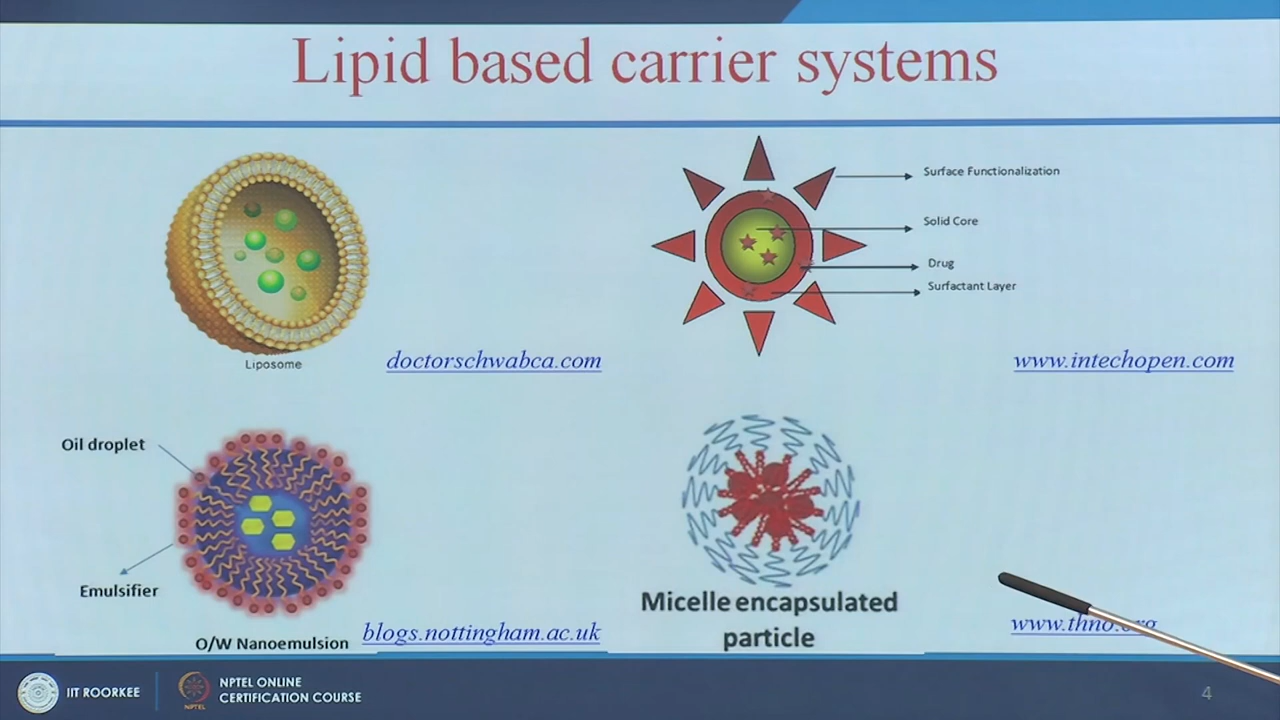 Lipid based carrier systems
Surface Functionalization
Solid Core
Drug
Surfactant Layer
Liposome
doctorschwabca.com
www.intechopen.com
Oil droplet
Emulsifier
O/W Nanoemulsion
blogs.nottingham.ac.uk
Micelle encapsulated
particle
www.thno.org
IIT ROORKEE
NPTEL
NPTEL ONLINE
CERTIFICATION COURSE
4